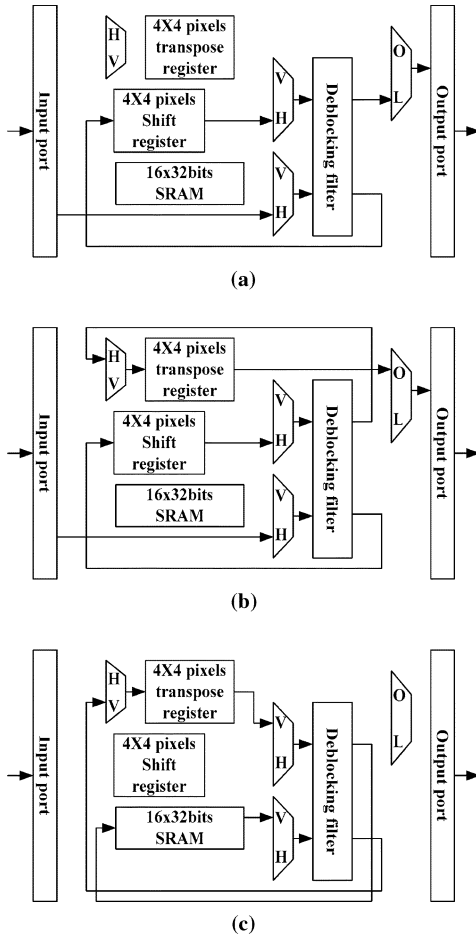 Input port
H
V
4X4 pixels
transpose
register
4X4 pixels
Shift
register
16x32bits
SRAM
V
H
V
H
Deblocking filter
O
L
Output port
(a)
Input port
H
V
4X4 pixels
transpose
register
4X4 pixels
Shift
register
16x32bits
SRAM
V
H
V
H
Deblocking filter
O
L
Output port
(b)
Input port
H
V
4X4 pixels
transpose
register
4X4 pixels
Shift
register
16x32bits
SRAM
V
H
V
H
Deblocking filter
O
L
Output port
(c)